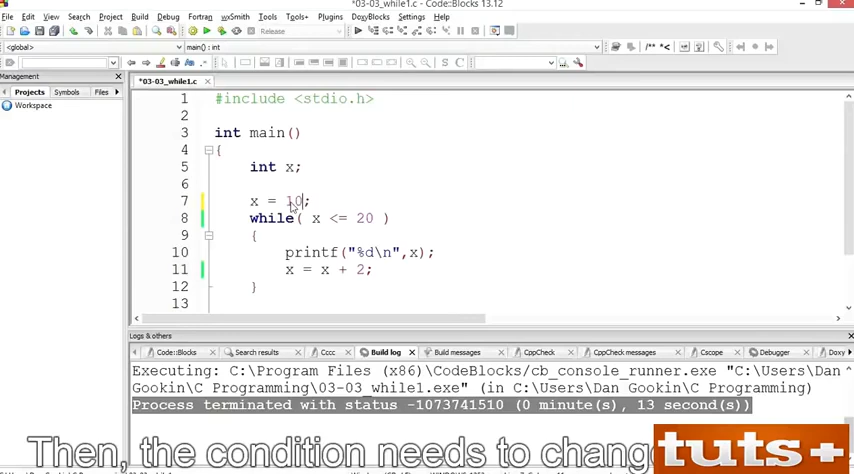 *03-03_while1.c - Code::Blocks 13.12
File Edit View Search Project Build Debug Fortran wxSmith Tools Tools+ Plugins DoxyBlocks Settings Help
Release
<global> main() : int
/** *<
S C
Management
*03-03_while1.c
Projects Symbols Files
Workspace
1 #include <stdio.h>
2
3 int main()
4 {
5 int x;
6
7 x = 10;
8 while( x <= 20 )
9 {
10 printf("%d\n",x);
11 x = x + 2;
12 }
13
Logs & others
Code::Blocks Search results Cccc Build log Build messages CppCheck CppCheck messages Cscope Debugger Doxy
Executing: C:\Program Files (x86)\CodeBlocks/cb_console_runner.exe "C:\Users\Dan
Gookin\C Programming\03-03_while1.exe" (in C:\Users\Dan Gookin\C Programming)
Process terminated with status -1073741510 (0 minute(s), 13 second(s))
Then, the condition needs to change
tuts+